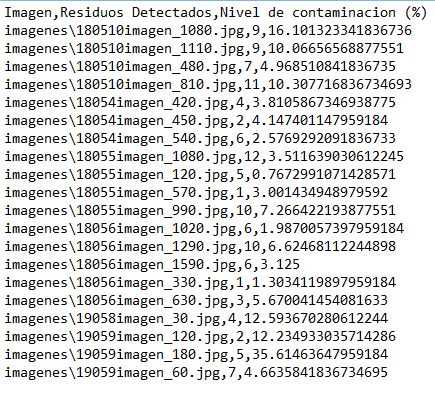 Imagen,Residuos Detectados,Nivel de contaminacion (%)
imagenes\180510imagen_1080.jpg,9,16.101323341836736
imagenes\180510imagen_1110.jpg,9,10.06656568877551
imagenes\180510imagen_480.jpg,7,4.968510841836735
imagenes\180510imagen_810.jpg,11,10.307716836734693
imagenes\18054imagen_420.jpg,4,3.8105867346938775
imagenes\18054imagen_450.jpg,2,4.147401147959184
imagenes\18054imagen_540.jpg,6,2.5769292091836733
imagenes\18055imagen_1080.jpg,12,3.511639030612245
imagenes\18055imagen_120.jpg,5,0.7672991071428571
imagenes\18055imagen_570.jpg,1,3.001434948979592
imagenes\18055imagen_990.jpg,10,7.266422193877551
imagenes\18056imagen_1020.jpg,6,1.9870057397959184
imagenes\18056imagen_1290.jpg,10,6.62468112244898
imagenes\18056imagen_1590.jpg,6,3.125
imagenes\18056imagen_330.jpg,1,1.3034119897959184
imagenes\18056imagen_630.jpg,3,5.670041454081633
imagenes\19058imagen_30.jpg,4,12.593670280612244
imagenes\19059imagen_120.jpg,2,12.234933035714286
imagenes\19059imagen_180.jpg,5,35.61463647959184
imagenes\19059imagen_60.jpg,7,4.6635841836734695